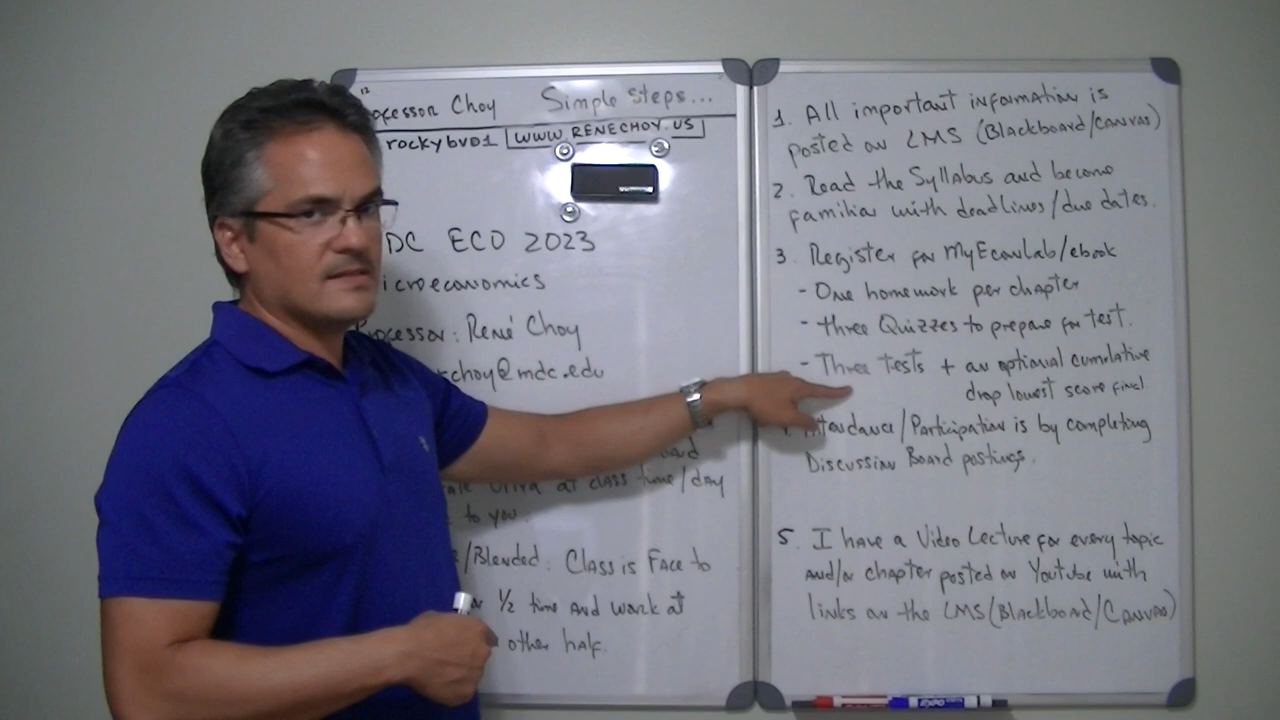 ofessor Choy Simple Steps...
rockybvd1 WWW.RENECHOY.US
DC ECO 2023
icroeconomics
rofessor: René Choy
rchoy@mdc.edu
at class time/day
to you.
/Blended: Class is Face to
1/2 time and work at
other half.
1. All important information is
posted on LMS (Blackboard/Canvas)
2. Read the Syllabus and become
familiar with deadlines/due dates.
3. Register for MyEconLab/ebook
- One homework per chapter
- three Quizzes to prepare for test.
- Three tests + an optional cumulative
drop lowest score final
Attendance/Participation is by completing
Discussion Board postings.
5. I have a Video Lecture for every topic
and/or chapter posted on Youtube with
links on the LMS (Blackboard/Canvas)
EXPO